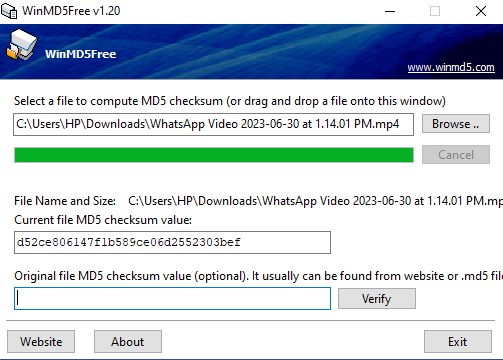 WinMD5Free v1.20
WinMD5Free
www.winmd5.com
Select a file to compute MD5 checksum (or drag and drop a file onto this window)
C:\Users\HP\Downloads\WhatsApp Video 2023-06-30 at 1.14.01 PM.mp4 Browse ..
Cancel
File Name and Size: C:\Users\HP\Downloads\WhatsApp Video 2023-06-30 at 1.14.01 PM.mp
Current file MD5 checksum value:
d52ce806147f1b589ce06d2552303bef
Original file MD5 checksum value (optional). It usually can be found from website or .md5 file
Verify
Website About Exit